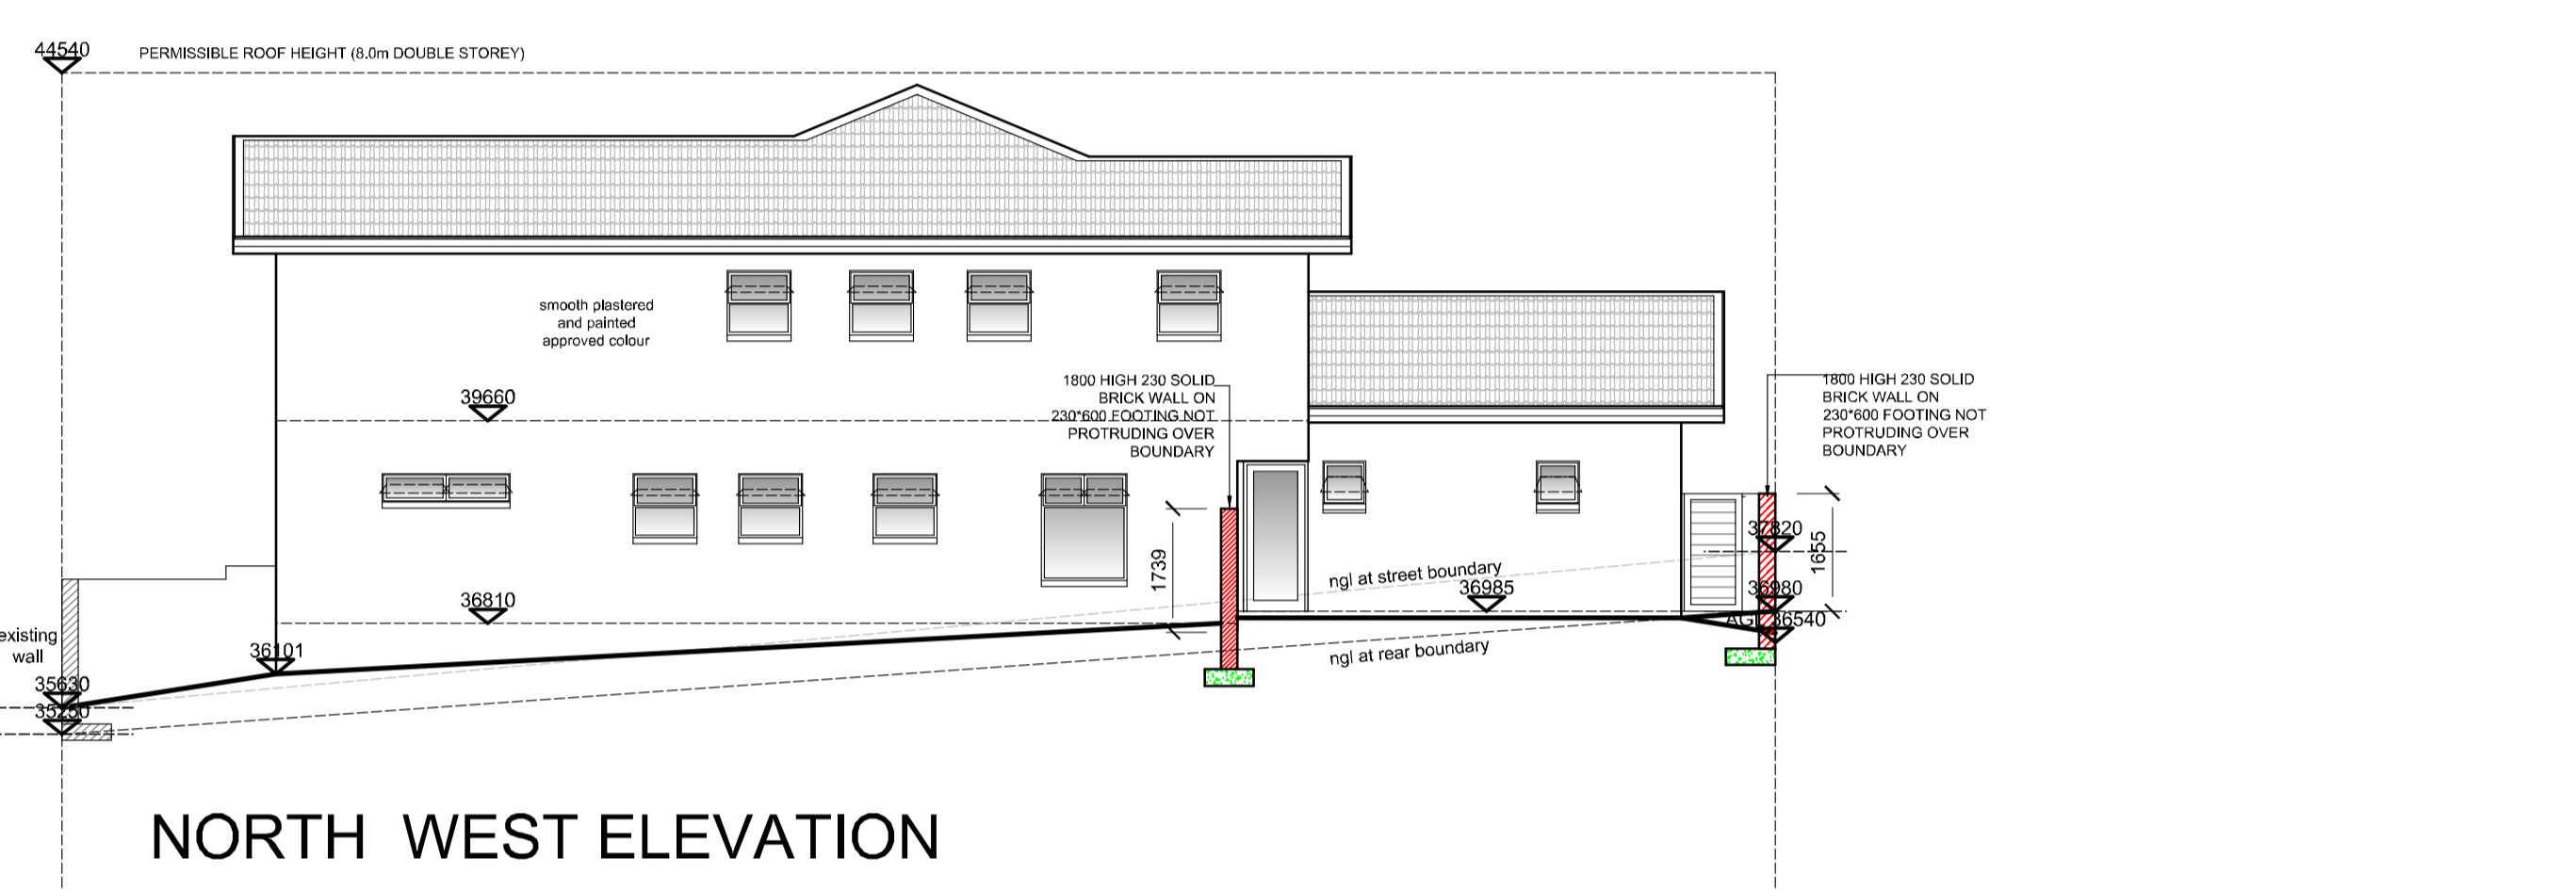 44540
PERMISSIBLE ROOF HEIGHT (8.0m DOUBLE STOREY)
smooth plastered
and painted
approved colour
39660
1800 HIGH 230 SOLID
BRICK WALL ON
230*600 FOOTING NOT
PROTRUDING OVER
BOUNDARY
1800 HIGH 230 SOLID
BRICK WALL ON
230*600 FOOTING NOT
PROTRUDING OVER
BOUNDARY
37820
1655
1739
ngl at street boundary
36985
36980
36810
36540
existing
wall
36101
ngl at rear boundary
35630
35250
NORTH WEST ELEVATION